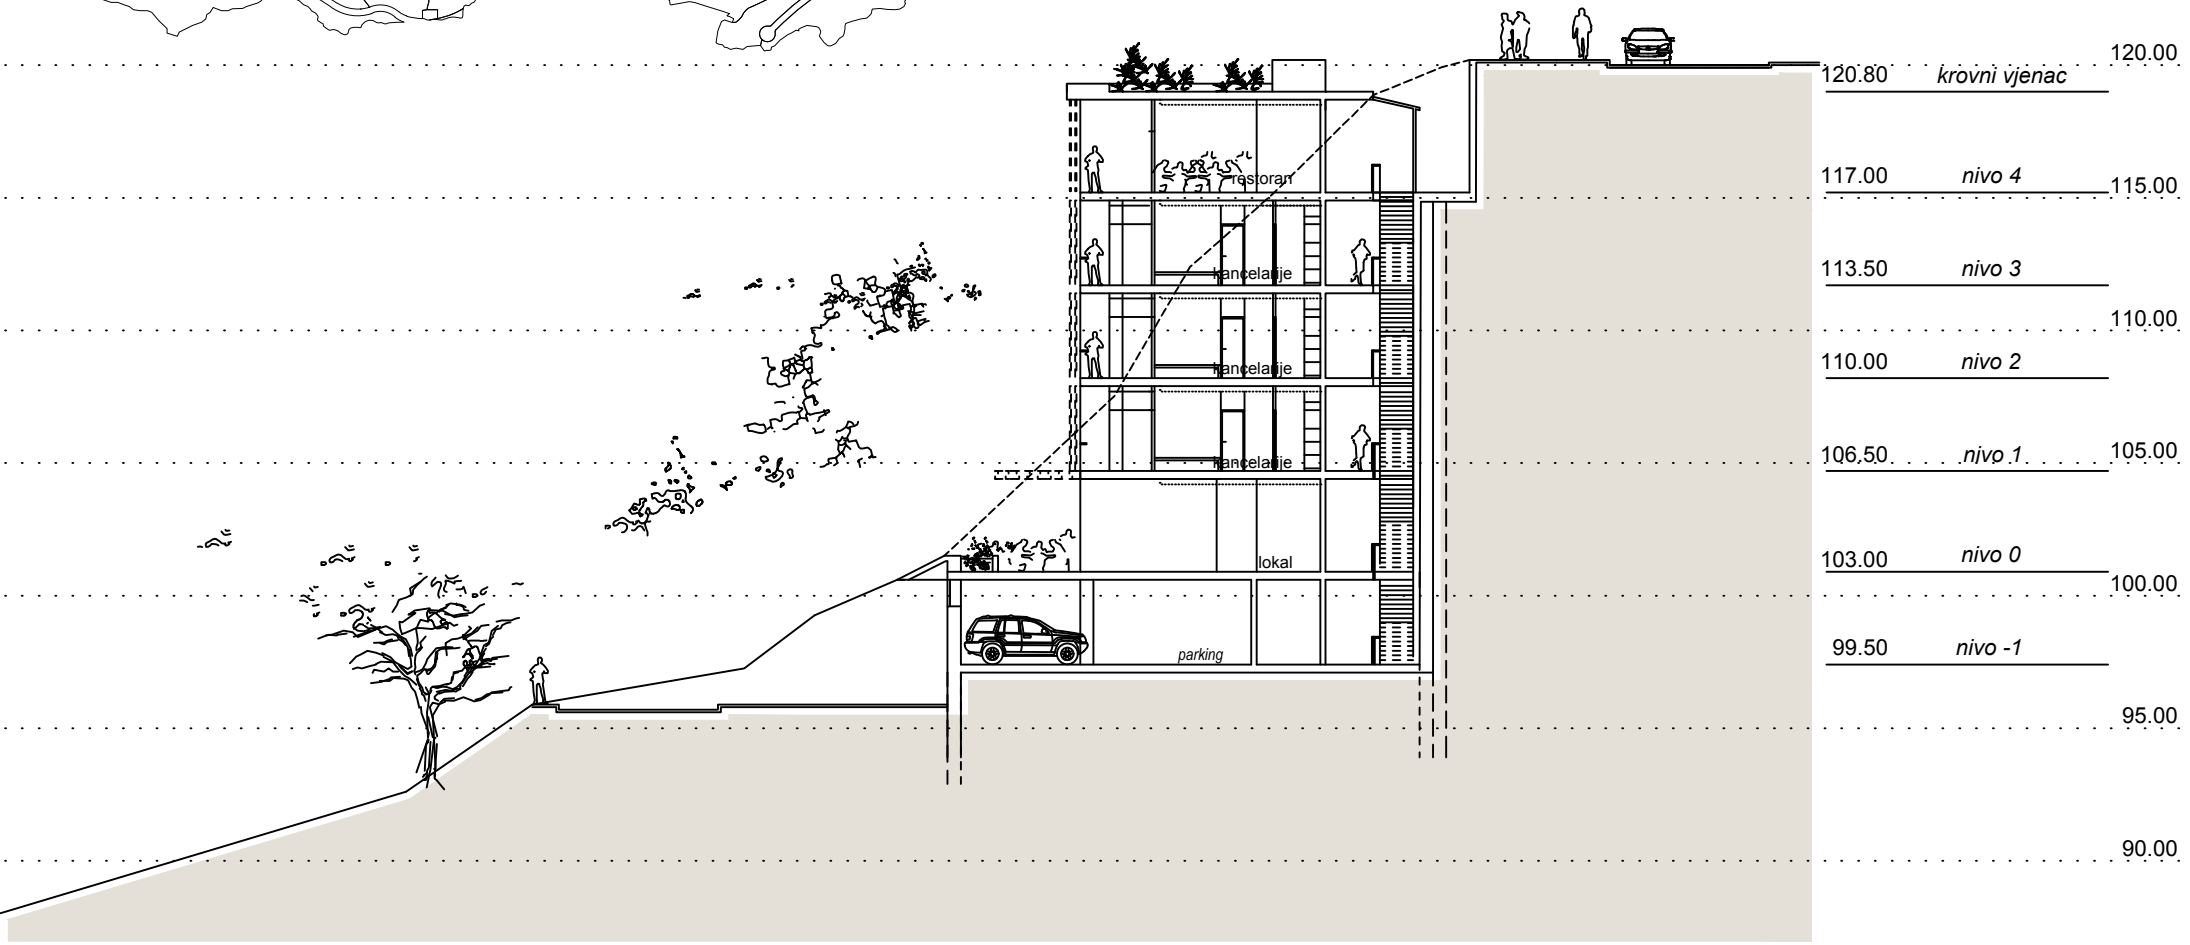 120.00
120.80 krovni vjenac
restoran
117.00 nivo 4 115.00
kancelarije
113.50 nivo 3
110.00
kancelarije
110.00 nivo 2
kancelarije
106.50 nivo 1 105.00
lokal
103.00 nivo 0
100.00
parking
99.50 nivo -1
95.00
90.00